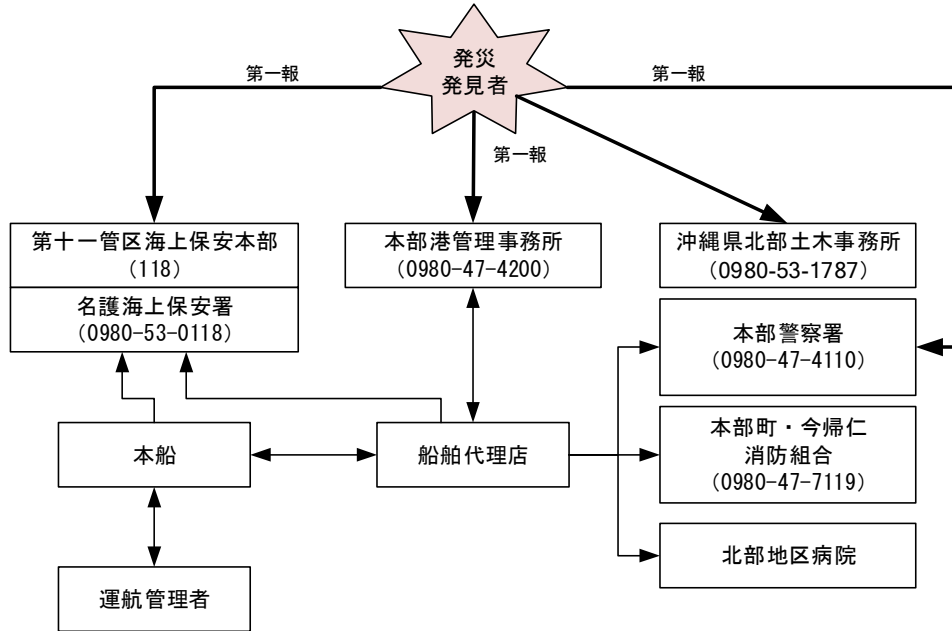 発災
発見者
第一報
第一報
第一報
第十一管区海上保安本部
（118）
名護海上保安署
（0980-53-0118）
本部港管理事務所
（0980-47-4200）
沖縄県北部土木事務所
（0980-53-1787）
本部警察署
（0980-47-4110）
本船
船舶代理店
本部町・今帰仁
消防組合
（0980-47-7119）
北部地区病院
運航管理者